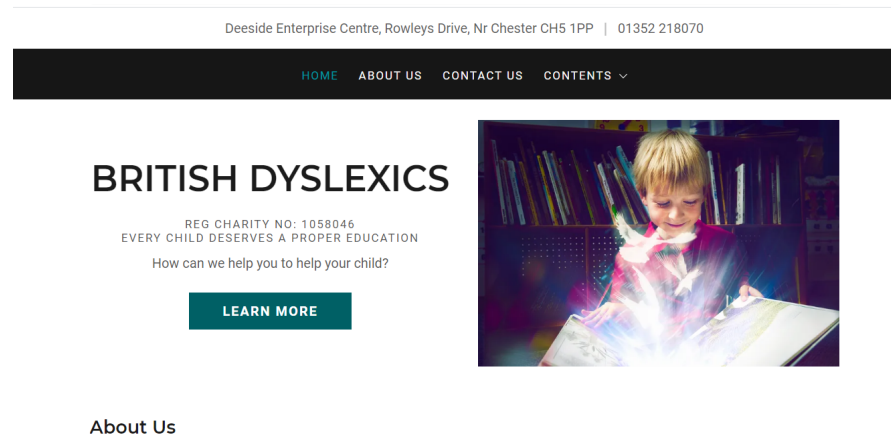 Deeside Enterprise Centre, Rowleys Drive, Nr Chester CH5 1PP | 01352 218070
HOME ABOUT US CONTACT US CONTENTS
BRITISH DYSLEXICS
REG CHARITY NO: 1058046
EVERY CHILD DESERVES A PROPER EDUCATION
How can we help you to help your child?
LEARN MORE
About Us